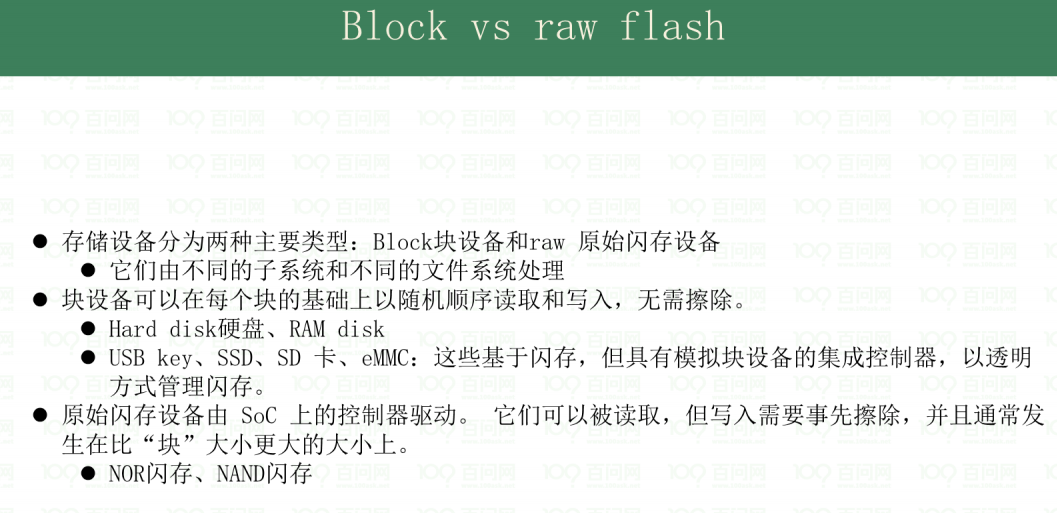 Block vs raw flash
● 存储设备分为两种主要类型：Block块设备和raw 原始闪存设备
● 它们由不同的子系统和不同的文件系统处理
● 块设备可以在每个块的基础上以随机顺序读取和写入，无需擦除。
● Hard disk硬盘、RAM disk
● USB key、SSD、SD 卡、eMMC：这些基于闪存，但具有模拟块设备的集成控制器，以透明
方式管理闪存。
● 原始闪存设备由 SoC 上的控制器驱动。 它们可以被读取，但写入需要事先擦除，并且通常发
生在比“块”大小更大的大小上。
● NOR闪存、NAND闪存